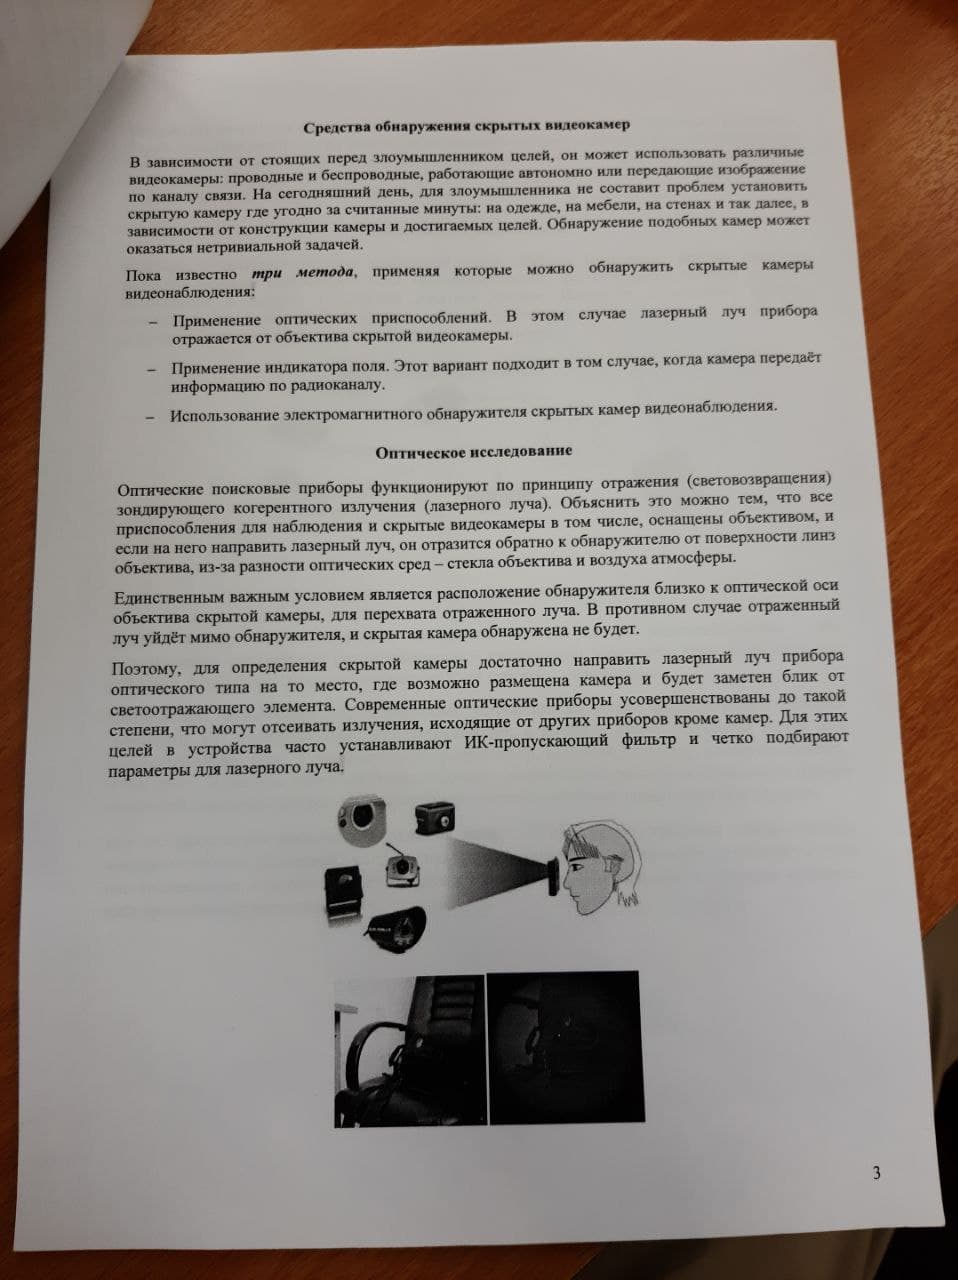 Средства обнаружения скрытых видеокамер
В зависимости от стоящих перед злоумышленником целей, он может использовать различные
видеокамеры: проводные и беспроводные, работающие автономно или передающие изображение
по каналу связи. На сегодняшний день, для злоумышленника не составит проблем установить
скрытую камеру где угодно за считанные минуты: на одежде, на мебели, на стенах и так далее, в
зависимости от конструкции камеры и достигаемых целей. Обнаружение подобных камер может
оказаться нетривиальной задачей.
Пока известно три метода, применяя которые можно обнаружить скрытые камеры
видеонаблюдения:
– Применение оптических приспособлений. В этом случае лазерный луч прибора
отражается от объектива скрытой видеокамеры.
– Применение индикатора поля. Этот вариант подходит в том случае, когда камера передаёт
информацию по радиоканалу.
– Использование электромагнитного обнаружителя скрытых камер видеонаблюдения.
Оптическое исследование
Оптические поисковые приборы функционируют по принципу отражения (световозвращения)
зондирующего когерентного излучения (лазерного луча). Объяснить это можно тем, что все
приспособления для наблюдения и скрытые видеокамеры в том числе, оснащены объективом, и
если на него направить лазерный луч, он отразится обратно к обнаружителю от поверхности линз
объектива, из-за разности оптических сред – стекла объектива и воздуха атмосферы.
Единственным важным условием является расположение обнаружителя близко к оптической оси
объектива скрытой камеры, для перехвата отраженного луча. В противном случае отраженный
луч уйдёт мимо обнаружителя, и скрытая камера обнаружена не будет.
Поэтому, для определения скрытой камеры достаточно направить лазерный луч прибора
оптического типа на то место, где возможно размещена камера и будет заметен блик от
светоотражающего элемента. Современные оптические приборы усовершенствованы до такой
степени, что могут отсеивать излучения, исходящие от других приборов кроме камер. Для этих
целей в устройства часто устанавливают ИК-пропускающий фильтр и четко подбирают
параметры для лазерного луча.
3